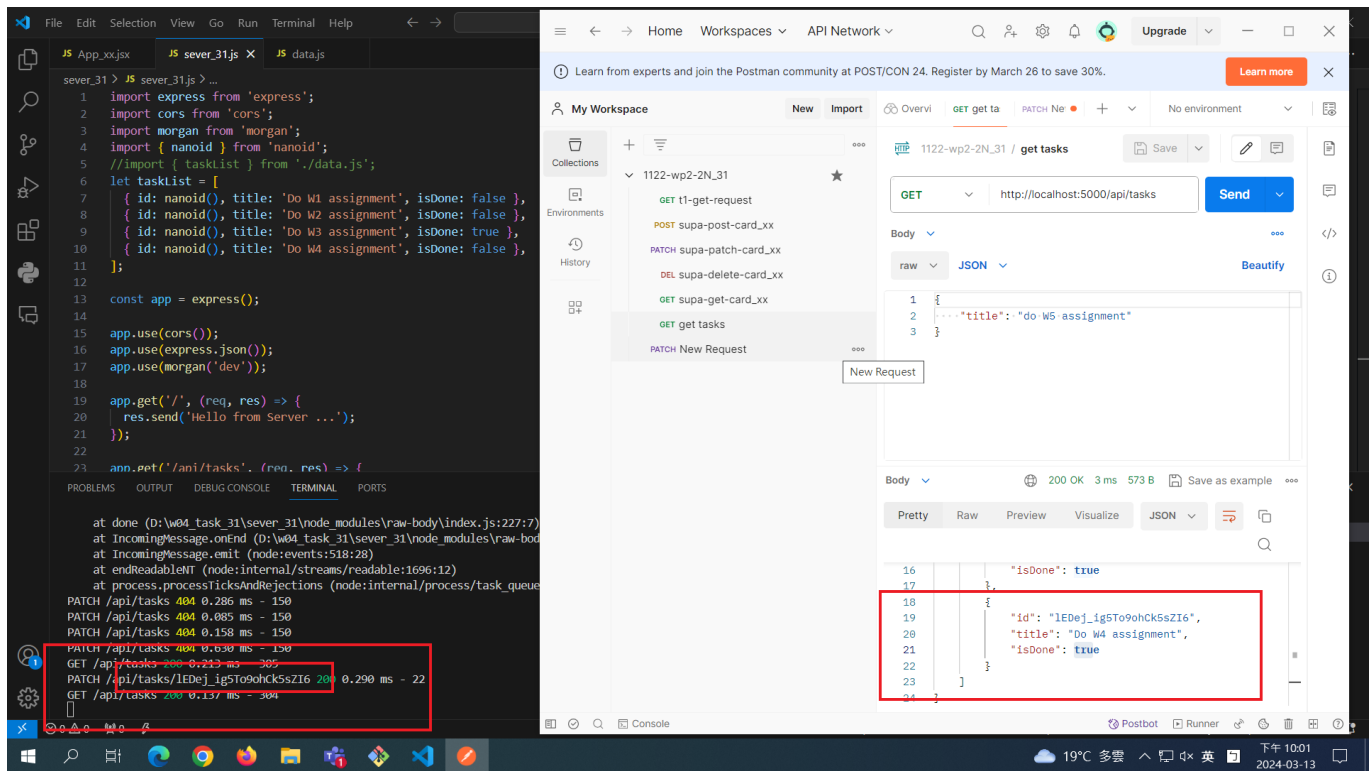 File Edit Selection View Go Run Terminal Help
JS App_xx.jsx JS sever_31.js JS data.js
sever_31 > JS sever_31.js > ...
1 import express from 'express';
2 import cors from 'cors';
3 import morgan from 'morgan';
4 import { nanoid } from 'nanoid';
5 //import { taskList } from './data.js';
6 let taskList = [
7 { id: nanoid(), title: 'Do W1 assignment', isDone: false },
8 { id: nanoid(), title: 'Do W2 assignment', isDone: false },
9 { id: nanoid(), title: 'Do W3 assignment', isDone: true },
10 { id: nanoid(), title: 'Do W4 assignment', isDone: false },
11 ];
12
13 const app = express();
14
15 app.use(cors());
16 app.use(express.json());
17 app.use(morgan('dev'));
18
19 app.get('/', (req, res) => {
20 res.send('Hello from Server ...');
21 });
22
23 app.get('/api/tasks', (req, res) => {
PROBLEMS OUTPUT DEBUG CONSOLE TERMINAL PORTS
at done (D:\w04_task_31\sever_31\node_modules\raw-body\index.js:227:7)
at IncomingMessage.onEnd (D:\w04_task_31\sever_31\node_modules\raw-bod
at IncomingMessage.emit (node:events:518:28)
at endReadableNT (node:internal/streams/readable:1696:12)
at process.processTicksAndRejections (node:internal/process/task_queue
PATCH /api/tasks 404 0.286 ms - 150
PATCH /api/tasks 404 0.085 ms - 150
PATCH /api/tasks 404 0.158 ms - 150
PATCH /api/tasks 404 0.630 ms - 150
GET /api/tasks 200 0.213 ms - 305
PATCH /api/tasks/lEDej_ig5To9ohCk5sZI6 200 0.290 ms - 22
GET /api/tasks 200 0.137 ms - 304
1
0 0 0
Home Workspaces API Network Upgrade
Learn from experts and join the Postman community at POST/CON 24. Register by March 26 to save 30%. Learn more
My Workspace New Import
Overvi GET get ta PATCH Ne No environment
Collections
Environments
History
1122-wp2-2N_31
GET t1-get-request
POST supa-post-card_xx
PATCH supa-patch-card_xx
DEL supa-delete-card_xx
GET supa-get-card_xx
GET get tasks
PATCH New Request
New Request
HTTP 1122-wp2-2N_31 / get tasks Save
GET http://localhost:5000/api/tasks Send
Body
raw JSON Beautify
1 {
2 ····"title":·"do·W5·assignment"
3 }
Body 200 OK 3 ms 573 B Save as example
Pretty Raw Preview Visualize JSON
16 "isDone": true
17 },
18 {
19 "id": "lEDej_ig5To9ohCk5sZI6",
20 "title": "Do W4 assignment",
21 "isDone": true
22 }
23 ]
24 }
Console Postbot Runner
19°C 多雲 英 下午 10:01
2024-03-13